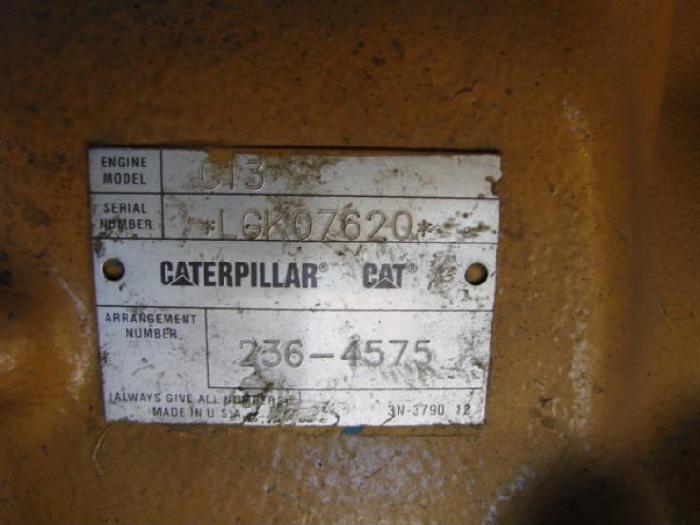 ENGINE
MODEL
C13
SERIAL
NUMBER
*LGK07620*
CATERPILLAR® CAT®
ARRANGEMENT
NUMBER
236-4575
(ALWAYS GIVE ALL NUMBERS)
MADE IN U.S.A.
3N-3790 12